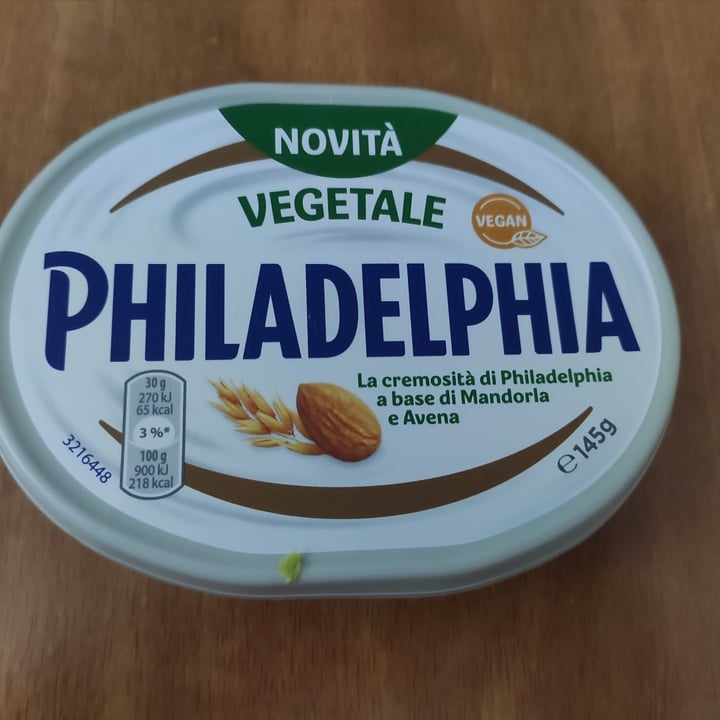 NOVITÀ
VEGETALE
VEGAN
PHILADELPHIA
La cremosità di Philadelphia
a base di Mandorla
e Avena
30 g
270 kJ
65 kcal
3 %*
100 g
900 kJ
218 kcal
3216448
℮ 145g